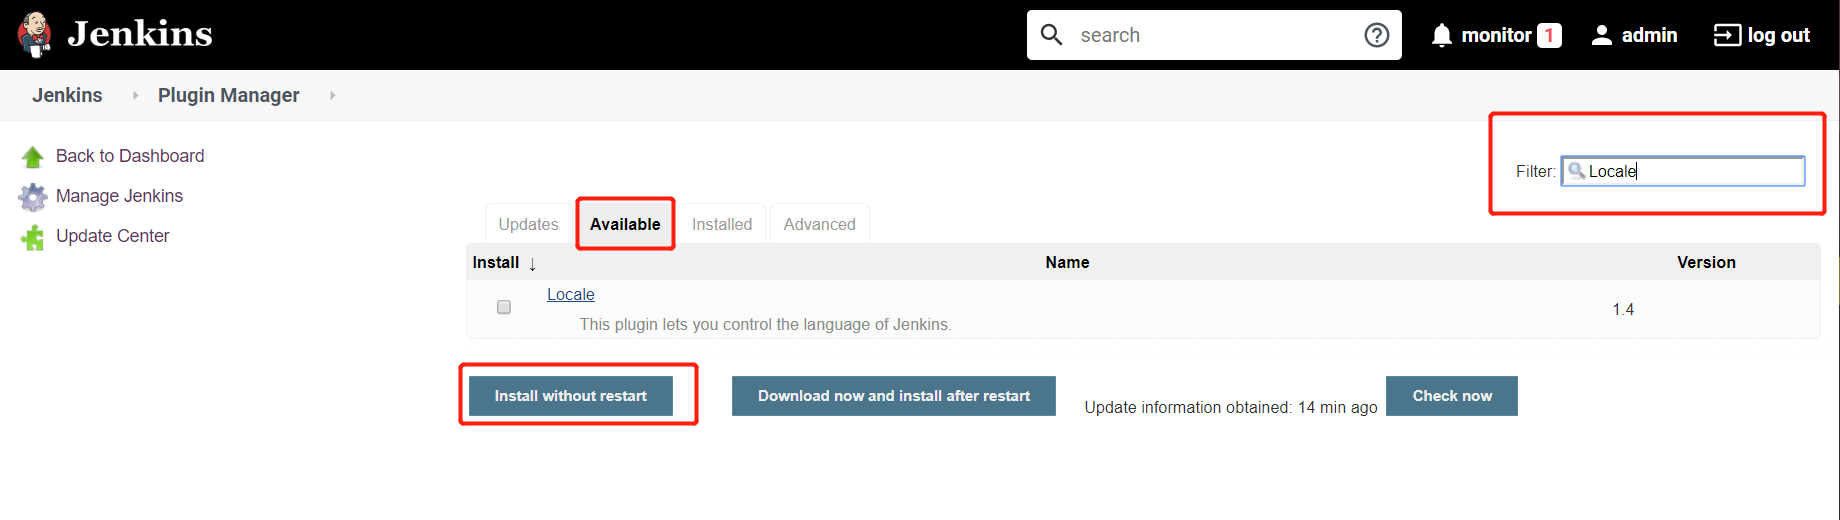 Jenkins
search
monitor 1
admin
log out
Jenkins
Plugin Manager
Back to Dashboard
Manage Jenkins
Update Center
Filter: Locale
Updates
Available
Installed
Advanced
Install ↓
Name
Version
Locale
This plugin lets you control the language of Jenkins.
1.4
Install without restart
Download now and install after restart
Update information obtained: 14 min ago
Check now